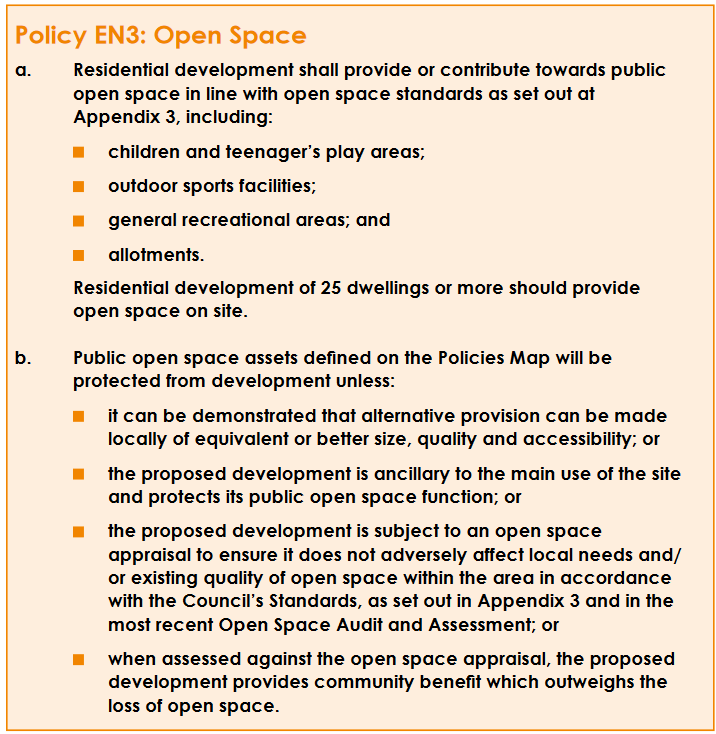 Policy EN3: Open Space
a. Residential development shall provide or contribute towards public
open space in line with open space standards as set out at
Appendix 3, including:
■ children and teenager's play areas;
■ outdoor sports facilities;
■ general recreational areas; and
■ allotments.
Residential development of 25 dwellings or more should provide
open space on site.
b. Public open space assets defined on the Policies Map will be
protected from development unless:
■ it can be demonstrated that alternative provision can be made
locally of equivalent or better size, quality and accessibility; or
■ the proposed development is ancillary to the main use of the site
and protects its public open space function; or
■ the proposed development is subject to an open space
appraisal to ensure it does not adversely affect local needs and/
or existing quality of open space within the area in accordance
with the Council's Standards, as set out in Appendix 3 and in the
most recent Open Space Audit and Assessment; or
■ when assessed against the open space appraisal, the proposed
development provides community benefit which outweighs the
loss of open space.